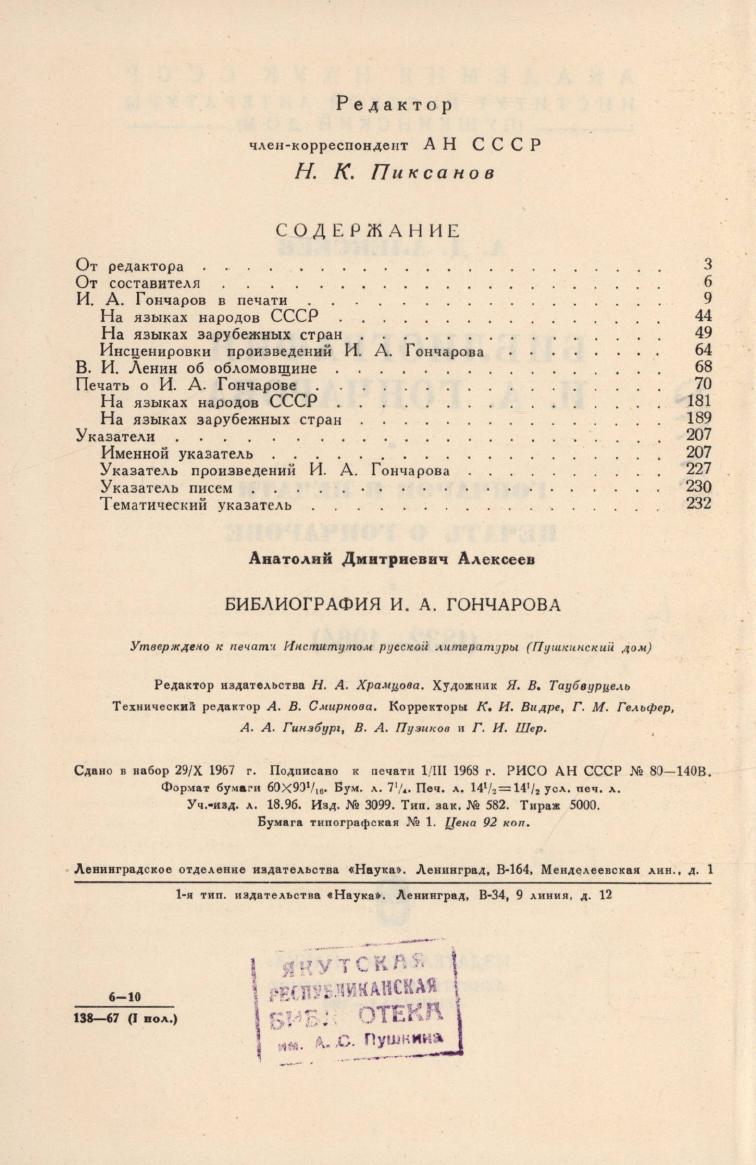 Редактор
член-корреспондент АН СССР
Н. К. Пиксанов
СОДЕРЖАНИЕ
От редактора . . . . . . . . . . . . . . . . . . . . 3
От составителя . . . . . . . . . . . . . . . . . . . 6
И. А. Гончаров в печати . . . . . . . . . . . . . . . 9
На языках народов СССР . . . . . . . . . . . . . . 44
На языках зарубежных стран . . . . . . . . . . . . . 49
Инсценировки произведений И. А. Гончарова . . . . . . . 64
В. И. Ленин об обломовщине . . . . . . . . . . . . . . 68
Печать о И. А. Гончарове . . . . . . . . . . . . . . . 70
На языках народов СССР . . . . . . . . . . . . . . 181
На языках зарубежных стран . . . . . . . . . . . . . 189
Указатели . . . . . . . . . . . . . . . . . . . . . 207
Именной указатель . . . . . . . . . . . . . . . . . 207
Указатель произведений И. А. Гончарова . . . . . . . . . 227
Указатель писем . . . . . . . . . . . . . . . . . . 230
Тематический указатель . . . . . . . . . . . . . . . 232
Анатолий Дмитриевич Алексеев
БИБЛИОГРАФИЯ И. А. ГОНЧАРОВА
Утверждено к печати Институтом русской литературы (Пушкинский дом)
Редактор издательства Н. А. Храмцова. Художник Я. В. Таубвурцель
Технический редактор А. В. Смирнова. Корректоры К. И. Видре, Г. М. Гельфер,
А. А. Гинзбург, В. А. Пузиков и Г. И. Шер.
Сдано в набор 29/X 1967 г. Подписано к печати 1/III 1968 г. РИСО АН СССР № 80—140В.
Формат бумаги 60×90¹/₁₆. Бум. л. 7¹/₄. Печ. л. 14¹/₂=14¹/₂ усл. печ. л.
Уч.-изд. л. 18.96. Изд. № 3099. Тип. зак. № 582. Тираж 5000.
Бумага типографская № 1. Цена 92 коп.
Ленинградское отделение издательства «Наука». Ленинград, В-164, Менделеевская лин., д. 1
1-я тип. издательства «Наука». Ленинград, В-34, 9 линия, д. 12
6—10
138—67 (I пол.)
ЯКУТСКАЯ
РЕСПУБЛИКАНСКАЯ
БИБЛИОТЕКА
им. А. С. Пушкина